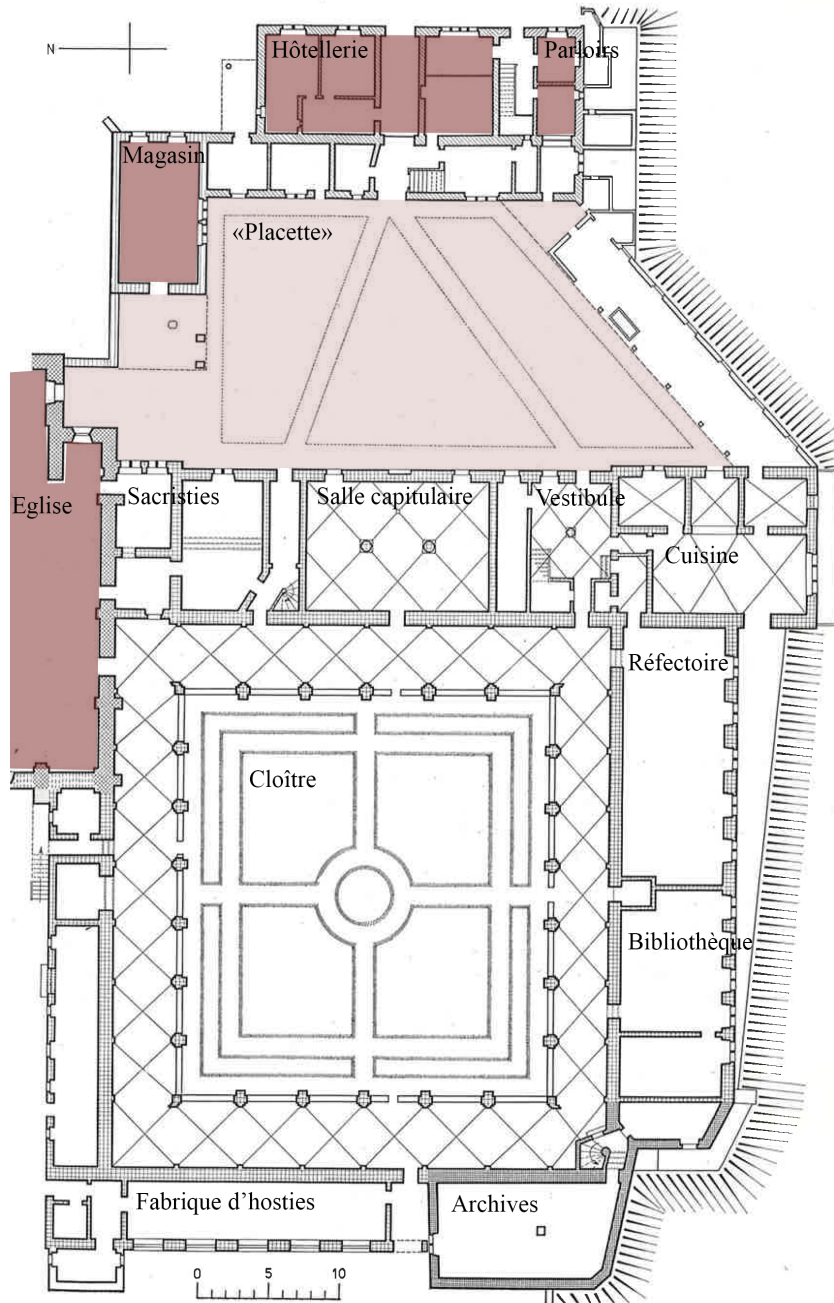 Hôtellerie
Parloirs
N
Magasin
«Placette»
Eglise
Sacristies
Salle capitulaire
Vestibule
Cuisine
Réfectoire
Cloître
Bibliothèque
Fabrique d’hosties
Archives
0 5 10